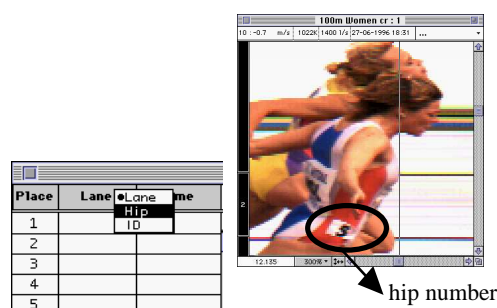 100m Women cr : 1
10 : -0.7 m/s 1022K 1400 l/s 27-06-1996 18:31 ...
2
12.135 300%
hip number
Place Lane me
Lane
Hip
ID
1
2
3
4
5